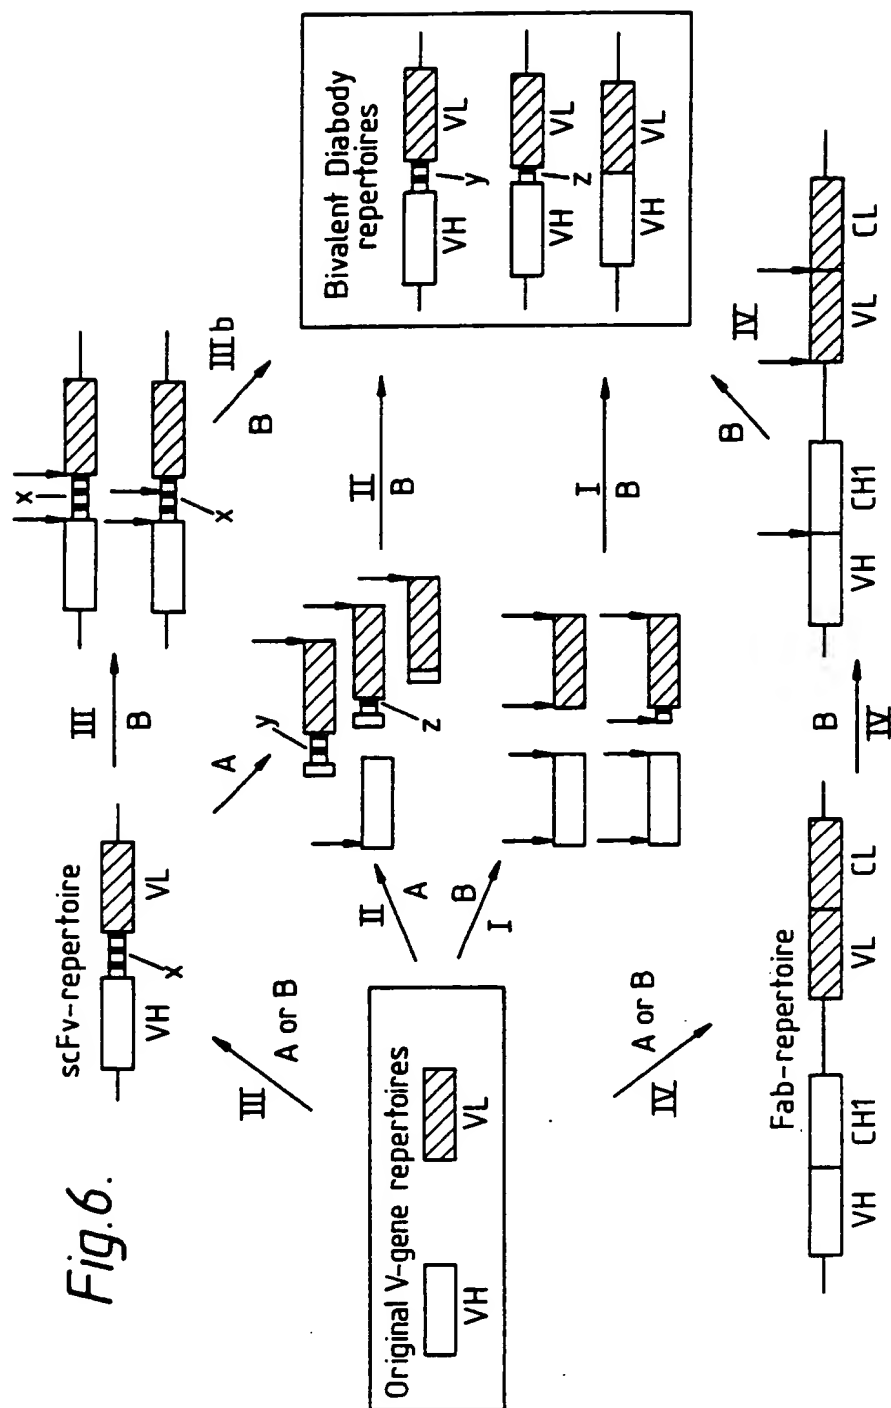 Fig.6.
scFv-repertoire
VH
VL
x
III
A or B
III
B
x
x
III b
B
A
Original V-gene repertoires
VH
VL
II
A
B
I
y
z
II
B
I
B
Bivalent Diabody
repertoires
VH
VL
y
VH
VL
z
VH
VL
IV
A or B
Fab-repertoire
VH
CH1
VL
CL
B
IV
B
IV
VH
CH1
VL
CL